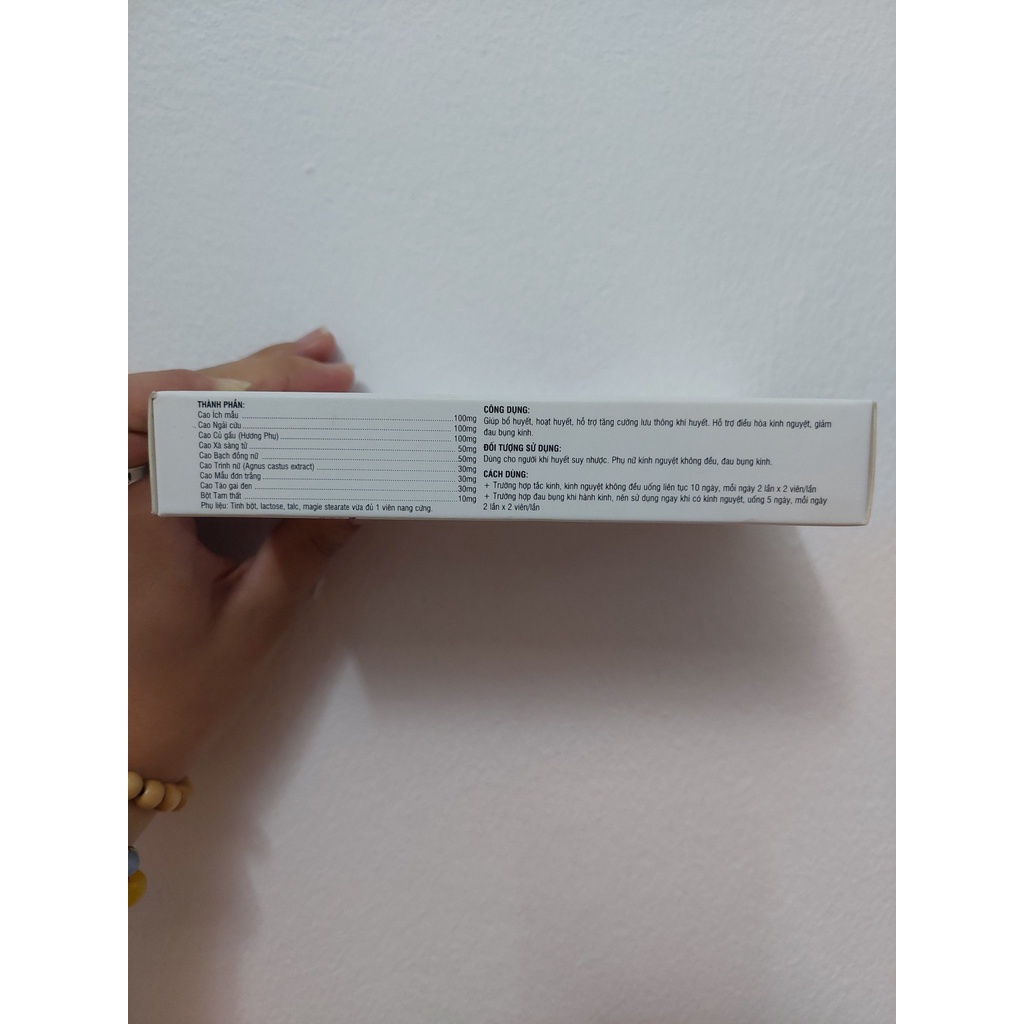 THÀNH PHẦN:
Cao Ích mẫu ........ 100mg
Cao Ngải cứu ........ 100mg
Cao Củ gấu (Hương Phụ) ........ 100mg
Cao Xà sàng tử ........ 50mg
Cao Bạch đồng nữ ........ 50mg
Cao Trinh nữ (Agnus castus extract) ........ 30mg
Cao Mẫu đơn trắng ........ 30mg
Cao Táo gai đen ........ 30mg
Bột Tam thất ........ 10mg
Phụ liệu: Tinh bột, lactose, talc, magie stearate vừa đủ 1 viên nang cứng.
CÔNG DỤNG:
Giúp bổ huyết, hoạt huyết, hỗ trợ tăng cường lưu thông khí huyết. Hỗ trợ điều hòa kinh nguyệt, giảm
đau bụng kinh.
ĐỐI TƯỢNG SỬ DỤNG:
Dùng cho người khí huyết suy nhược. Phụ nữ kinh nguyệt không đều, đau bụng kinh.
CÁCH DÙNG:
+ Trường hợp tắc kinh, kinh nguyệt không đều uống liên tục 10 ngày, mỗi ngày 2 lần x 2 viên/lần
+ Trường hợp đau bụng khi hành kinh, nên sử dụng ngay khi có kinh nguyệt, uống 5 ngày, mỗi ngày
2 lần x 2 viên/lần